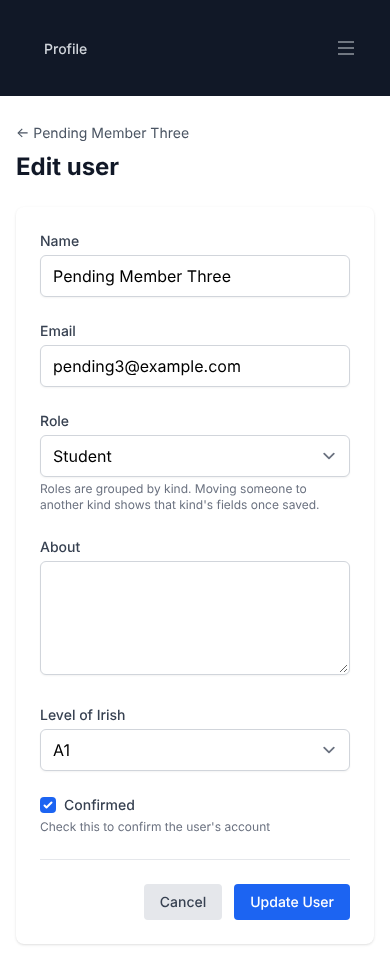 Profile
← Pending Member Three
Edit user
Name
Pending Member Three
Email
pending3@example.com
Role
Student
Roles are grouped by kind. Moving someone to
another kind shows that kind's fields once saved.
About
Level of Irish
A1
Confirmed
Check this to confirm the user's account
Cancel
Update User